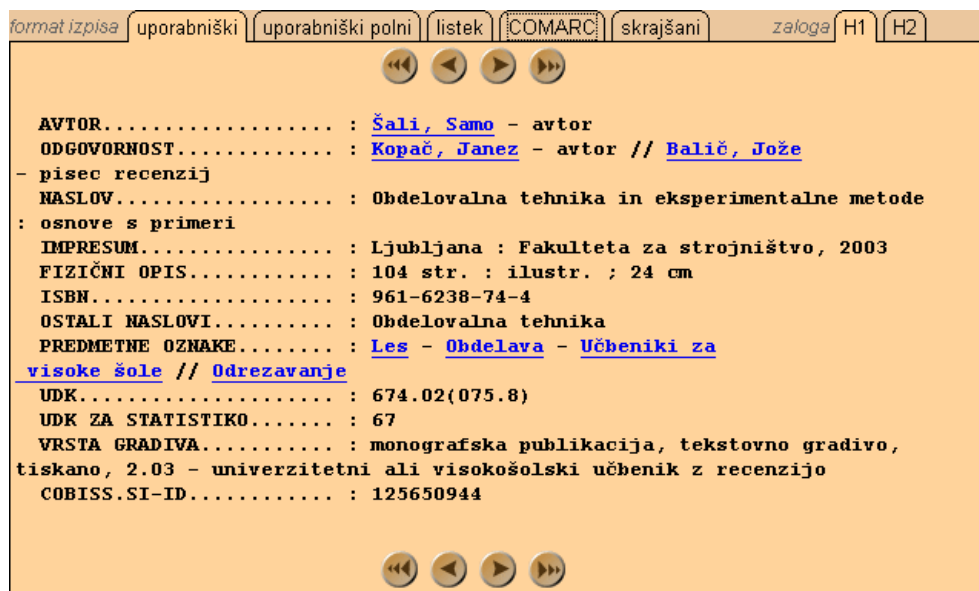 format izpisa uporabniški uporabniški polni listek COMARC skrajšani zaloga H1 H2
AVTOR................... : Šali, Samo - avtor
ODGOVORNOST............. : Kopač, Janez - avtor // Balič, Jože
- pisec recenzij
NASLOV.................. : Obdelovalna tehnika in eksperimentalne metode
: osnove s primeri
IMPRESUM................ : Ljubljana : Fakulteta za strojništvo, 2003
FIZIČNI OPIS............ : 104 str. : ilustr. ; 24 cm
ISBN.................... : 961-6238-74-4
OSTALI NASLOVI.......... : Obdelovalna tehnika
PREDMETNE OZNAKE........ : Les - Obdelava - Učbeniki za
visoke šole // Odrezavanje
UDK..................... : 674.02(075.8)
UDK ZA STATISTIKO....... : 67
VRSTA GRADIVA........... : monografska publikacija, tekstovno gradivo,
tiskano, 2.03 - univerzitetni ali visokošolski učbenik z recenzijo
COBISS.SI-ID............ : 125650944